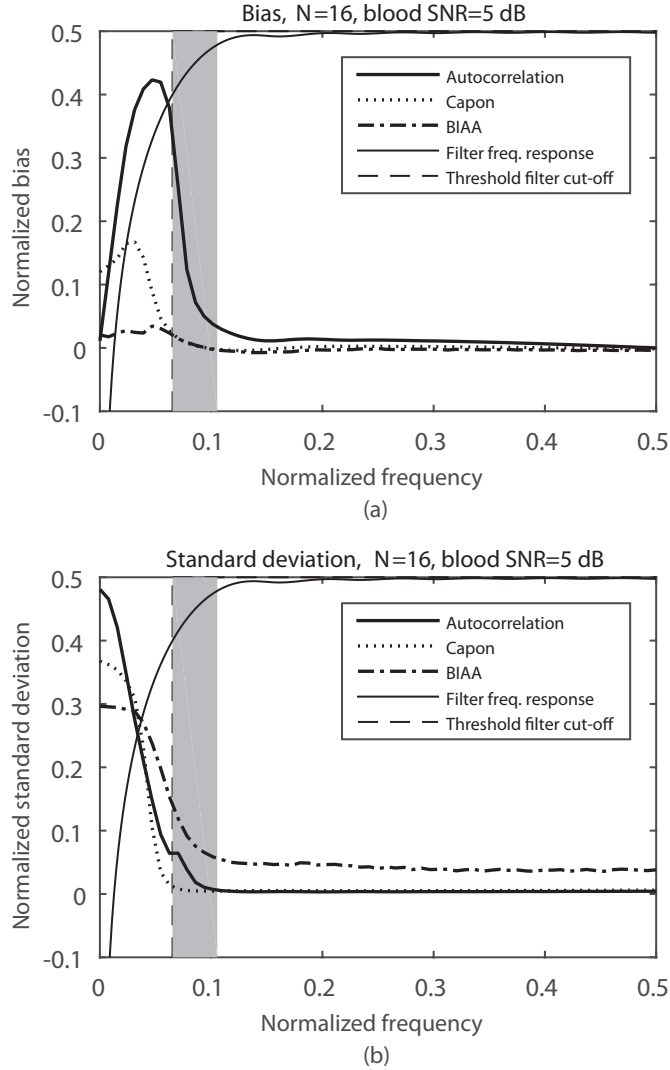 Bias, N=16, blood SNR=5 dB
0.5
0.4
0.3
0.2
0.1
0
-0.1
Normalized bias
Autocorrelation
Capon
BIAA
Filter freq. response
Threshold filter cut-off
0 0.1 0.2 0.3 0.4 0.5
Normalized frequency
(a)
Standard deviation, N=16, blood SNR=5 dB
0.5
0.4
0.3
0.2
0.1
0
-0.1
Normalized standard deviation
Autocorrelation
Capon
BIAA
Filter freq. response
Threshold filter cut-off
0 0.1 0.2 0.3 0.4 0.5
Normalized frequency
(b)